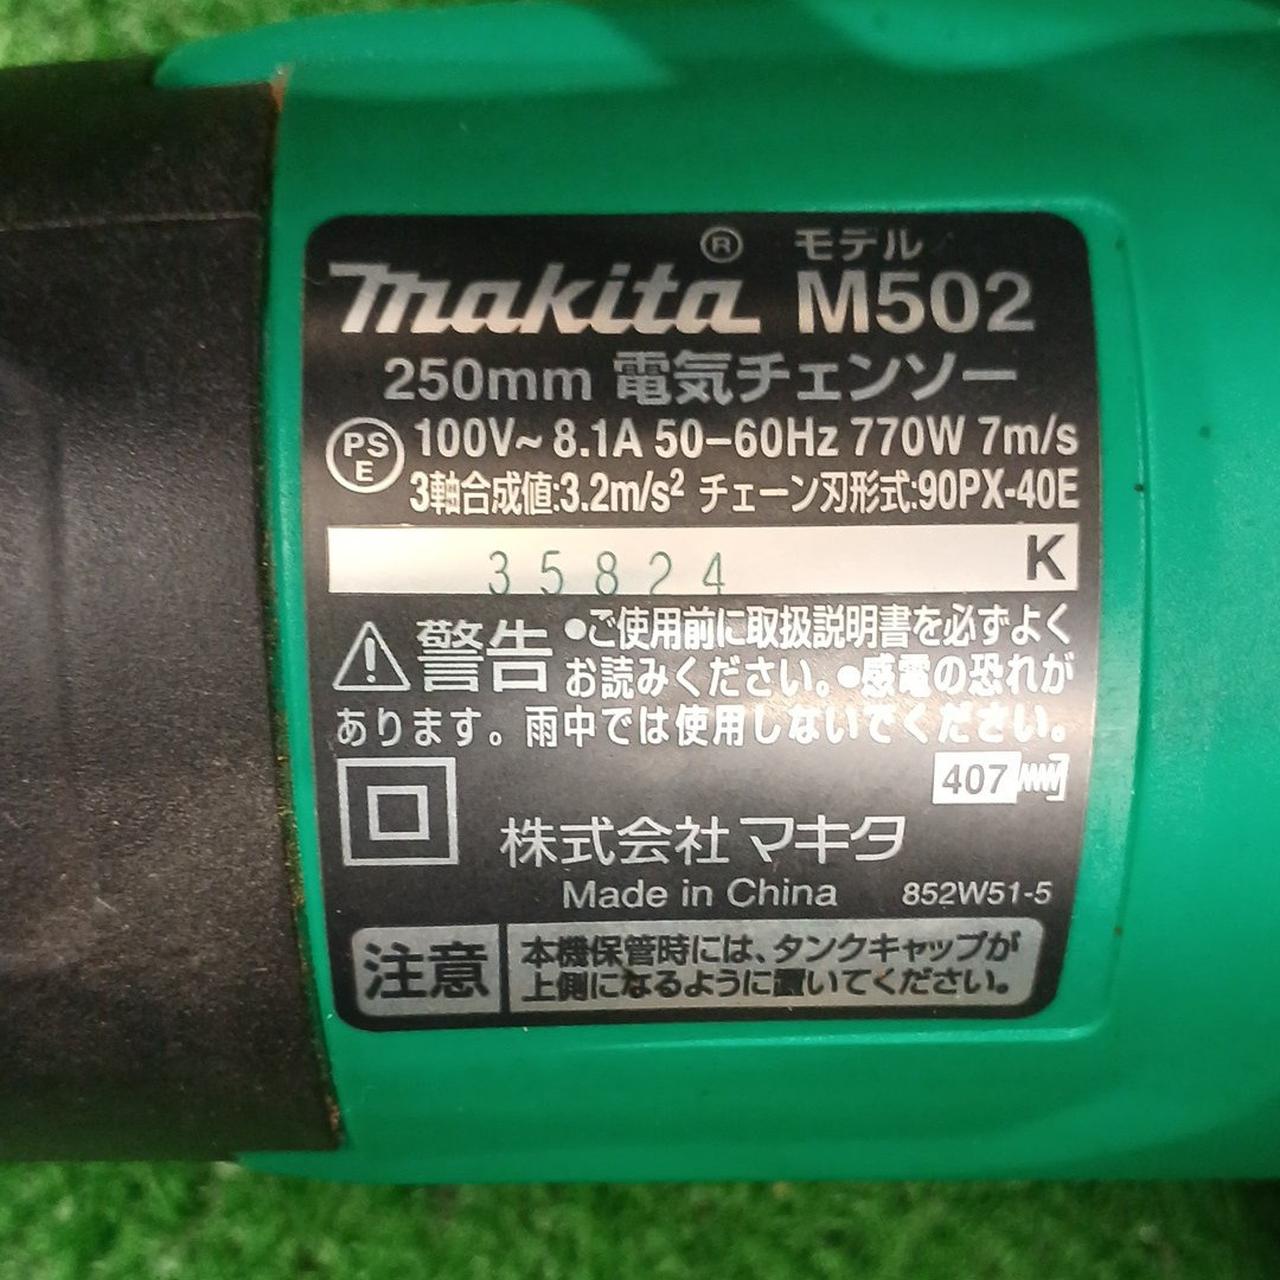 makita® モデル M502
250mm 電気チェンソー
PSE 100V~ 8.1A 50-60Hz 770W 7m/s
3軸合成値:3.2m/s² チェーン刃形式:90PX-40E
35824 K
警告 ●ご使用前に取扱説明書を必ずよく
お読みください。●感電の恐れが
あります。雨中では使用しないでください。
407
株式会社マキタ
Made in China 852W51-5
注意 本機保管時には、タンクキャップが
上側になるように置いてください。